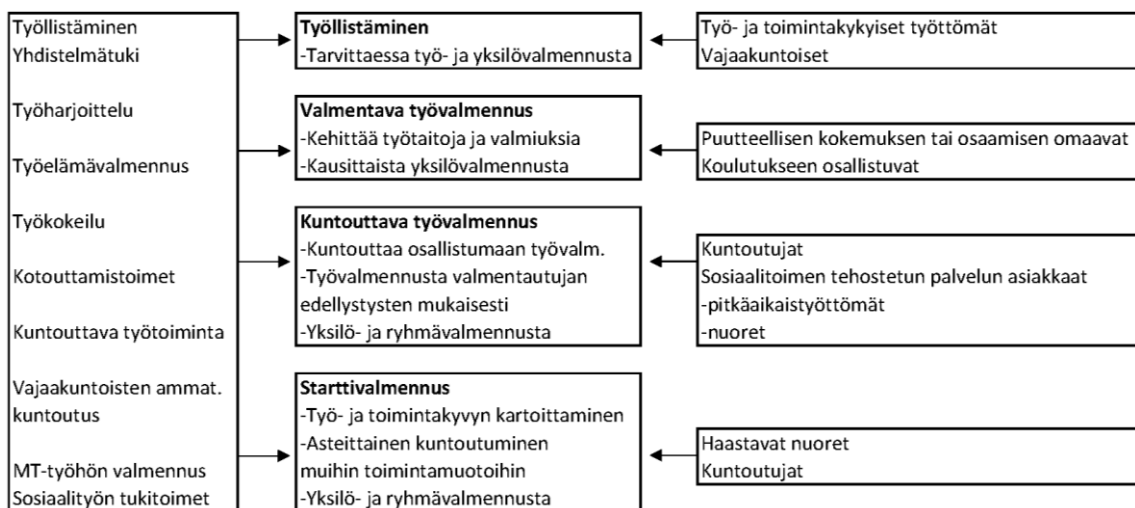 Työllistäminen
Yhdistelmätuki
Työharjoittelu
Työelämävalmennus
Työkokeilu
Kotouttamistoimet
Kuntouttava työtoiminta
Vajaakuntoisten ammat.
kuntoutus
MT-työhön valmennus
Sosiaalityön tukitoimet
Työllistäminen
-Tarvittaessa työ- ja yksilövalmennusta
Valmentava työvalmennus
-Kehittää työtaitoja ja valmiuksia
-Kausittaista yksilövalmennusta
Kuntouttava työvalmennus
-Kuntouttaa osallistumaan työvalm.
-Työvalmennusta valmentautujan
edellystysten mukaisesti
-Yksilö- ja ryhmävalmennusta
Starttivalmennus
-Työ- ja toimintakyvyn kartoittaminen
-Asteittainen kuntoutuminen
muihin toimintamuotoihin
-Yksilö- ja ryhmävalmennusta
Työ- ja toimintakykyiset työttömät
Vajaakuntoiset
Puutteellisen kokemuksen tai osaamisen omaavat
Koulutukseen osallistuvat
Kuntoutujat
Sosiaalitoimen tehostetun palvelun asiakkaat
-pitkäaikaistyöttömät
-nuoret
Haastavat nuoret
Kuntoutujat